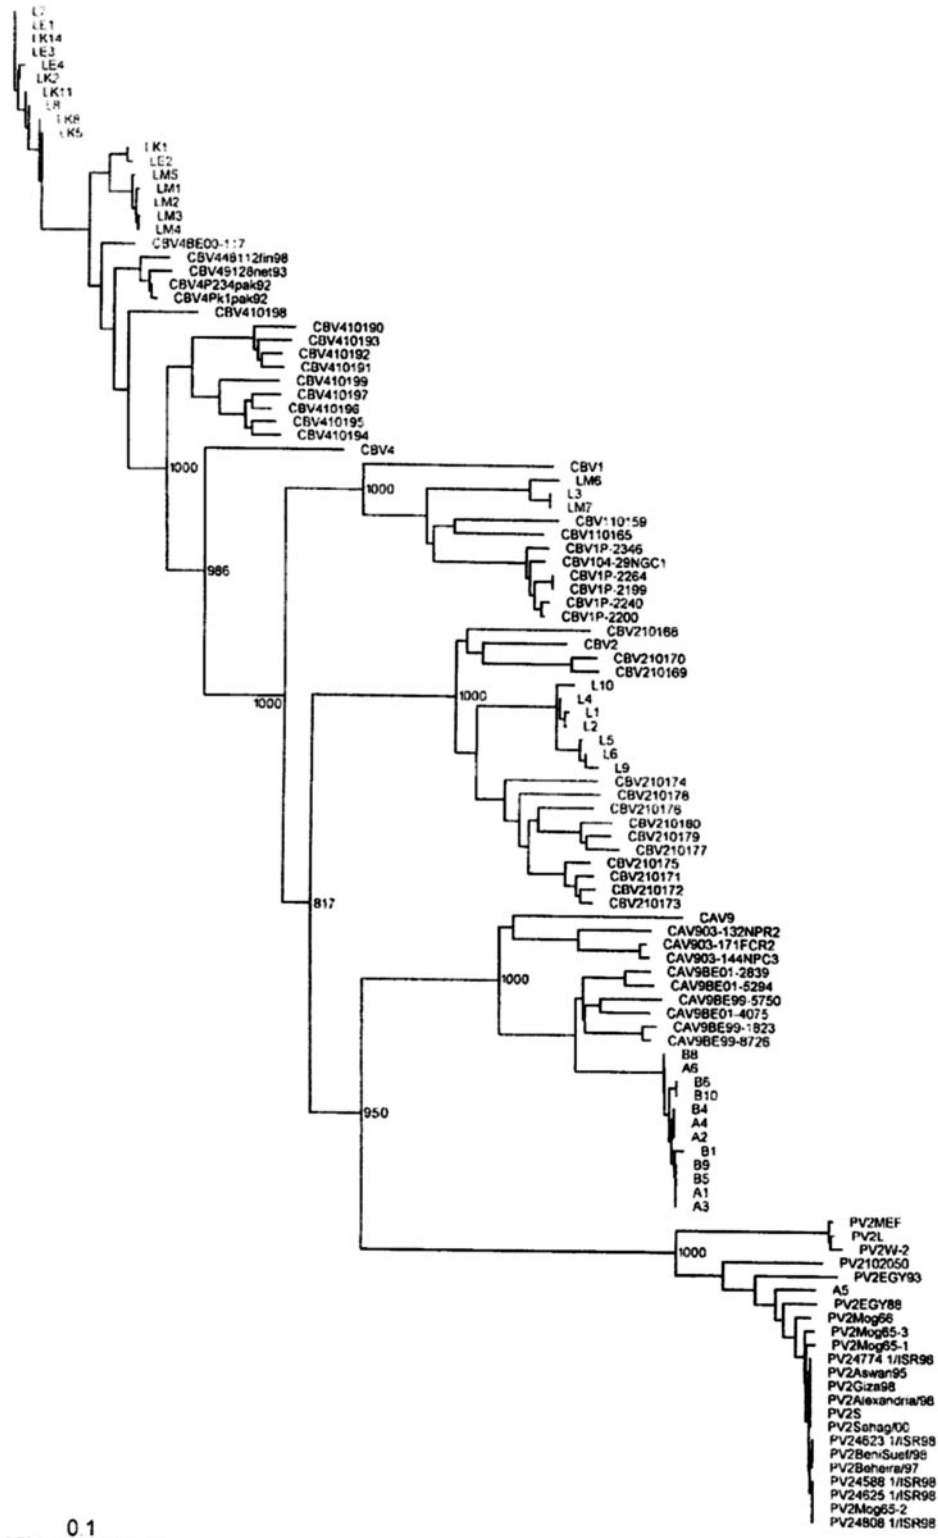 L7
LE1
LK14
LE3
LE4
LK2
LK11
L8
LK8
LK5
LK1
LE2
LM5
LM1
LM2
LM3
LM4
CBV4BE00-117
CBV448112fin98
CBV49128net93
CBV4P234pak92
CBV4Pk1pak92
CBV410198
CBV410190
CBV410193
CBV410192
CBV410191
CBV410199
CBV410197
CBV410196
CBV410195
CBV410194
CBV4
CBV1
1000
LM6
1000
L3
LM7
CBV110159
CBV110165
CBV1P-2346
CBV104-29NGC1
986
CBV1P-2264
CBV1P-2199
CBV1P-2240
CBV1P-2200
CBV210168
CBV2
CBV210170
CBV210169
L10
1000
L4
1000
L1
L2
L5
L6
L9
CBV210174
CBV210178
CBV210176
CBV210180
CBV210179
CBV210177
CBV210175
CBV210171
CBV210172
817
CBV210173
CAV9
CAV903-132NPR2
CAV903-171FCR2
CAV903-144NPC3
CAV9BE01-2839
1000
CAV9BE01-5294
CAV9BE99-5750
CAV9BE01-4075
CAV9BE99-1823
CAV9BE99-8726
B8
A6
B6
B10
B4
950
A4
A2
B1
B9
B5
A1
A3
PV2MEF
PV2L
PV2W-2
1000
PV2102050
PV2EGY93
A5
PV2EGY88
PV2Mog66
PV2Mog65-3
PV2Mog65-1
PV24774 1/ISR98
PV2Aswan95
PV2Giza98
PV2Alexandria/98
PV2S
PV2Sohag/00
PV24623 1/ISR98
PV2BeniSuef/98
PV2Beheira/97
PV24588 1/ISR98
PV24625 1/ISR98
PV2Mog65-2
PV24808 1/ISR98
0.1